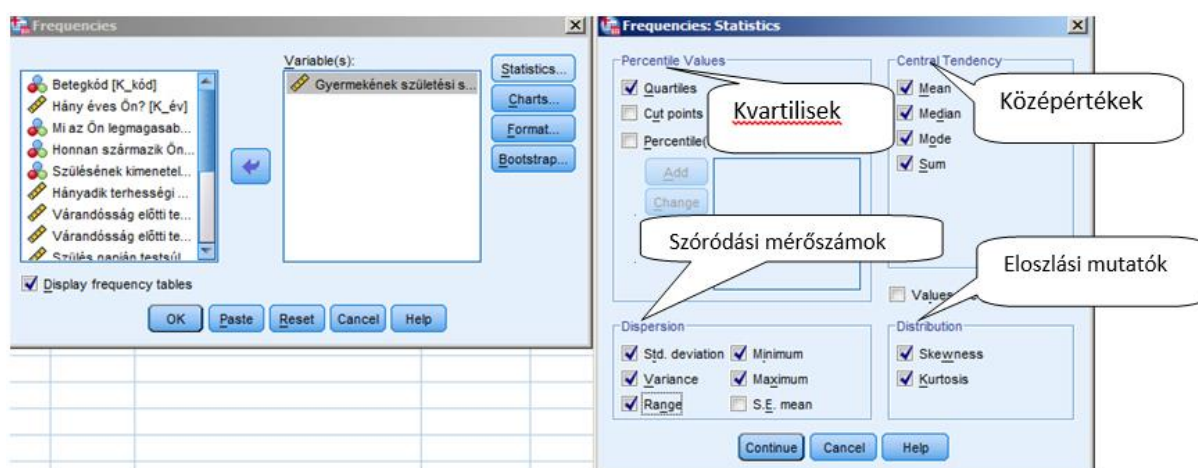 Frequencies
Betegkód [K_kód]
Hány éves Ön? [K_év]
Mi az Ön legmagasab...
Honnan származik Ön...
Szülésének kimenetel...
Hányadik terhességi ...
Várandósság előtti te...
Várandósság előtti te...
Szülés napján testsúl...
Variable(s):
Gyermekének születési s...
Statistics...
Charts...
Format...
Bootstrap...
Display frequency tables
OK
Paste
Reset
Cancel
Help
Frequencies: Statistics
Percentile Values
Quartiles
Cut points
Percentile(
Add
Change
Kvartilisek
Central Tendency
Mean
Median
Mode
Sum
Középértékek
Szóródási mérőszámok
Eloszlási mutatók
Values
Dispersion
Std. deviation
Minimum
Variance
Maximum
Range
S.E. mean
Distribution
Skewness
Kurtosis
Continue
Cancel
Help